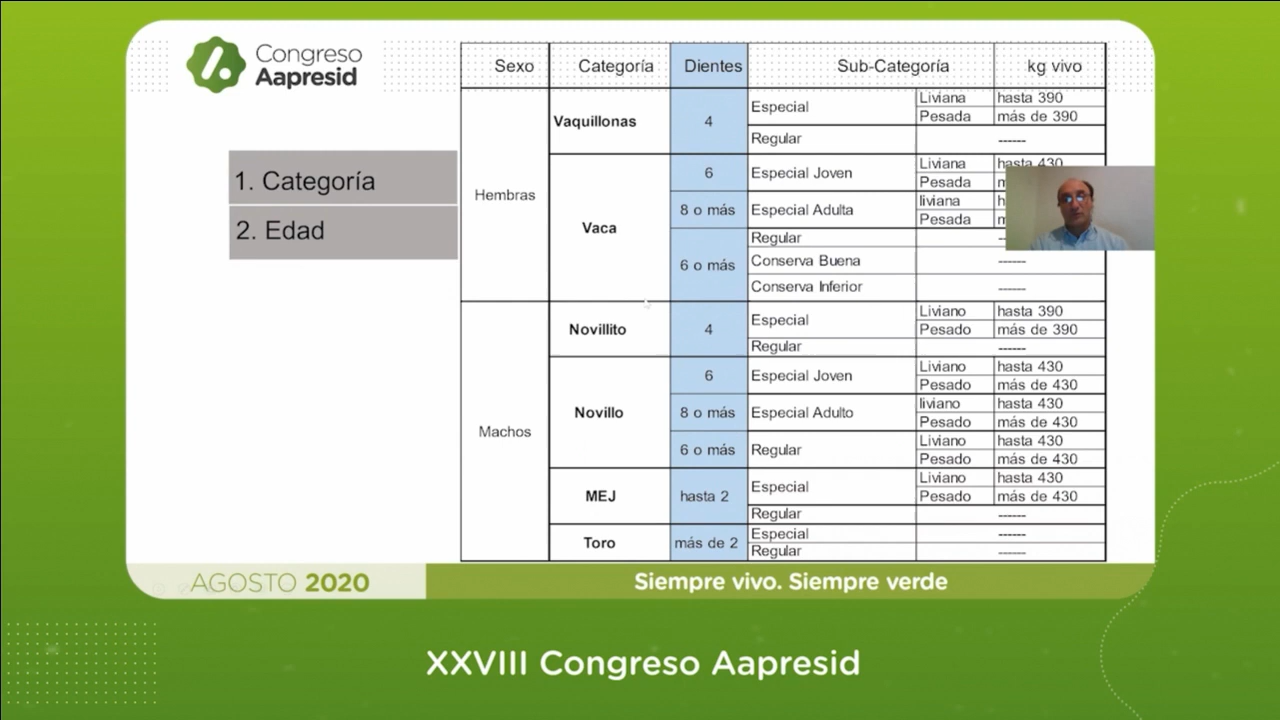 Congreso
Aapresid
1. Categoría
2. Edad
Sexo Categoría Dientes Sub-Categoría kg vivo
Hembras
Vaquillonas 4 Especial Liviana hasta 390
Pesada más de 390
Regular ------
Vaca
6 Especial Joven Liviana hasta 430
Pesada
8 o más Especial Adulta liviana
Pesada
6 o más Regular
Conserva Buena ------
Conserva Inferior ------
Machos
Novillito 4 Especial Liviano hasta 390
Pesado más de 390
Regular ------
Novillo
6 Especial Joven Liviano hasta 430
Pesado más de 430
8 o más Especial Adulto liviano hasta 430
Pesado más de 430
6 o más Regular Liviano hasta 430
Pesado más de 430
MEJ hasta 2 Especial Liviano hasta 430
Pesado más de 430
Regular ------
Toro más de 2 Especial ------
Regular ------
AGOSTO 2020
Siempre vivo. Siempre verde
XXVIII Congreso Aapresid